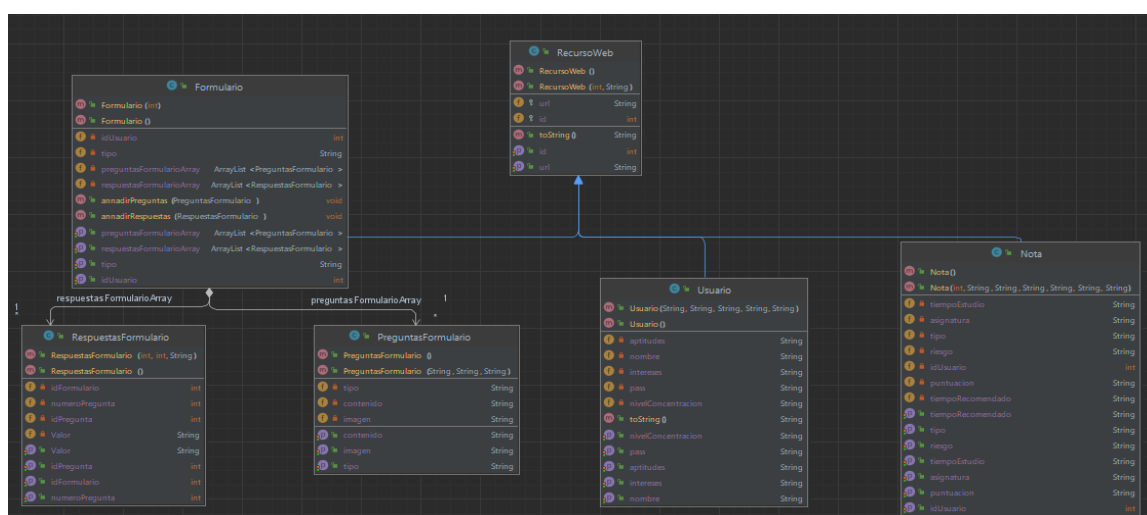 RecursoWeb
RecursoWeb ()
RecursoWeb (int, String)
url String
id int
toString() String
id int
url String
Formulario
Formulario (int)
Formulario ()
idUsuario int
tipo String
preguntasFormularioArray ArrayList <PreguntasFormulario >
respuestasFormularioArray ArrayList <RespuestasFormulario >
annadirPreguntas (PreguntasFormulario ) void
annadirRespuestas (RespuestasFormulario ) void
preguntasFormularioArray ArrayList <PreguntasFormulario >
respuestasFormularioArray ArrayList <RespuestasFormulario >
tipo String
idUsuario int
respuestas FormularioArray
1
*
preguntas FormularioArray
1
*
RespuestasFormulario
RespuestasFormulario (int, int, String)
RespuestasFormulario ()
idFormulario int
numeroPregunta int
idPregunta int
Valor String
Valor String
idPregunta int
idFormulario int
numeroPregunta int
PreguntasFormulario
PreguntasFormulario ()
PreguntasFormulario (String, String, String)
tipo String
contenido String
imagen String
contenido String
imagen String
tipo String
Usuario
Usuario(String, String, String, String, String)
Usuario()
aptitudes String
nombre String
intereses String
pass String
nivelConcentracion String
toString() String
nivelConcentracion String
pass String
aptitudes String
intereses String
nombre String
Nota
Nota()
Nota(int, String, String, String, String, String, String)
tiempoEstudio String
asignatura String
tipo String
riesgo String
idUsuario int
puntuacion String
tiempoRecomendado String
tiempoRecomendado String
tipo String
riesgo String
tiempoEstudio String
asignatura String
puntuacion String
idUsuario int